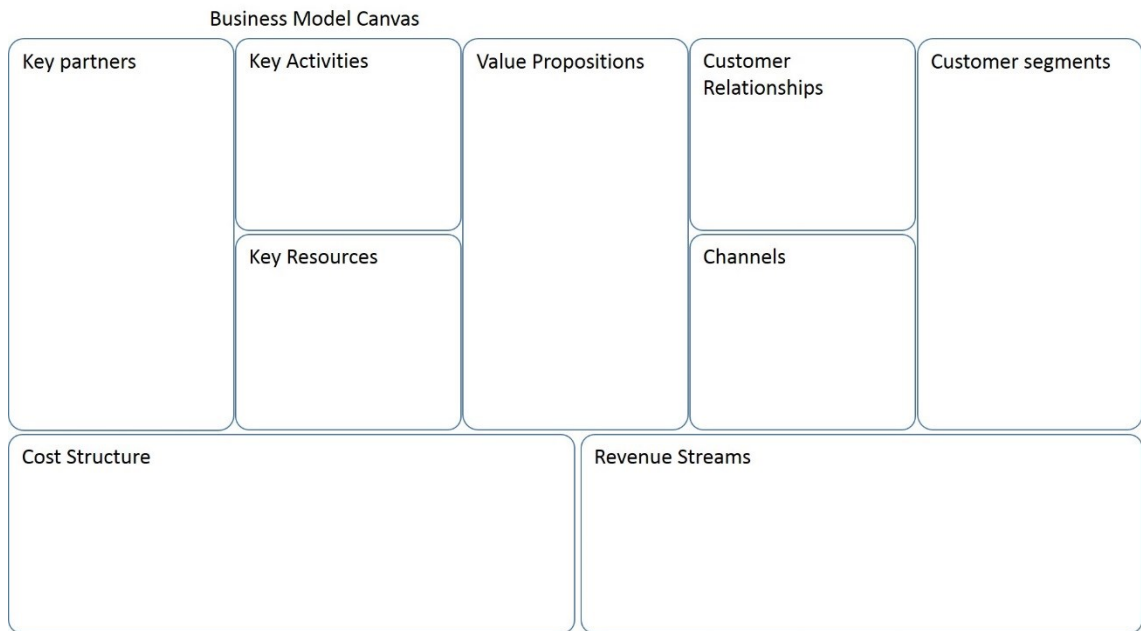 Business Model Canvas
Key partners
Key Activities
Value Propositions
Customer
Relationships
Customer segments
Key Resources
Channels
Cost Structure
Revenue Streams